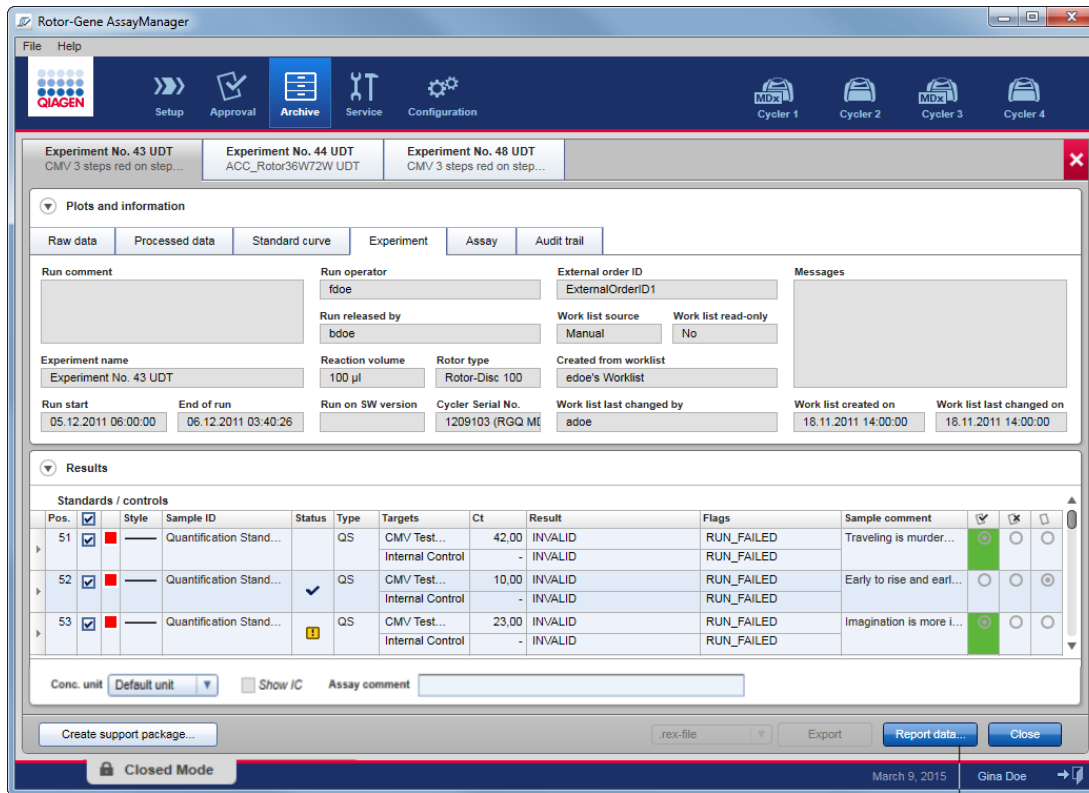 Rotor-Gene AssayManager
File Help
QIAGEN
Setup Approval Archive Service Configuration
MDx MDx
Cycler 1 Cycler 2 Cycler 3 Cycler 4
Experiment No. 43 UDT Experiment No. 44 UDT Experiment No. 48 UDT
CMV 3 steps red on step... ACC_Rotor36W72W UDT CMV 3 steps red on step...
Plots and information
Raw data Processed data Standard curve Experiment Assay Audit trail
Run comment Run operator External order ID Messages
fdoe ExternalOrderID1
Run released by Work list source Work list read-only
bdoe Manual No
Experiment name Reaction volume Rotor type Created from worklist
Experiment No. 43 UDT 100 µl Rotor-Disc 100 edoe's Worklist
Run start End of run Run on SW version Cycler Serial No. Work list last changed by Work list created on Work list last changed on
05.12.2011 06:00:00 06.12.2011 03:40:26 1209103 (RGQ MD adoe 18.11.2011 14:00:00 18.11.2011 14:00:00
Results
Standards / controls
Pos. Style Sample ID Status Type Targets Ct Result Flags Sample comment
51 Quantification Stand... QS CMV Test... 42,00 INVALID RUN_FAILED Traveling is murder...
Internal Control - INVALID RUN_FAILED
52 Quantification Stand... QS CMV Test... 10,00 INVALID RUN_FAILED Early to rise and earl...
Internal Control - INVALID RUN_FAILED
53 Quantification Stand... QS CMV Test... 23,00 INVALID RUN_FAILED Imagination is more i...
Internal Control - INVALID RUN_FAILED
Conc. unit Default unit Show IC Assay comment
Create support package... .rex-file Export Report data... Close
Closed Mode March 9, 2015 Gina Doe